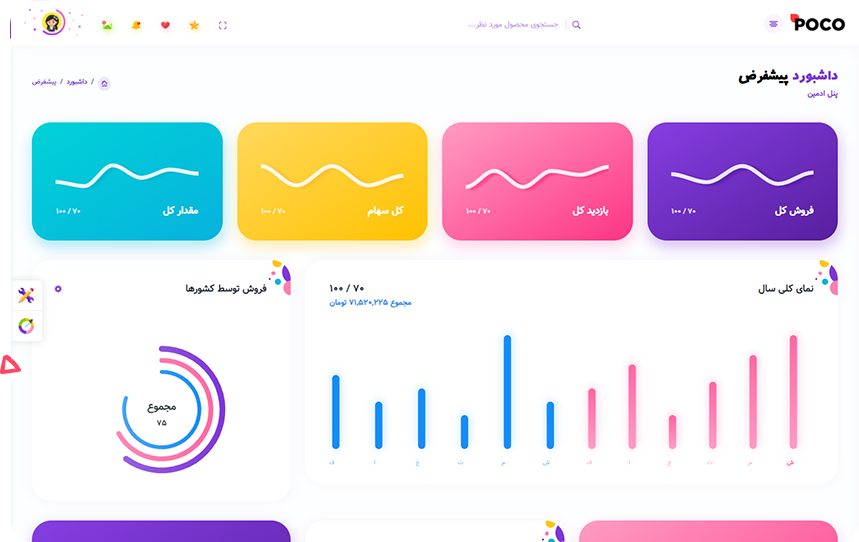 POCO
جستجوی محصول مورد نظر...
داشبورد پیشفرض
پنل ادمین
داشبورد / پیشفرض /
فروش کل
۷۰ / ۱۰۰
بازدید کل
۷۰ / ۱۰۰
کل سهام
۷۰ / ۱۰۰
مقدار کل
۷۰ / ۱۰۰
نمای کلی سال
۷۰ / ۱۰۰
مجموع ۷۱,۵۲۰,۲۲۵ تومان
ش م ت ع ا ف ش م ت ع ا ف
فروش توسط کشورها
مجموع
۷۵